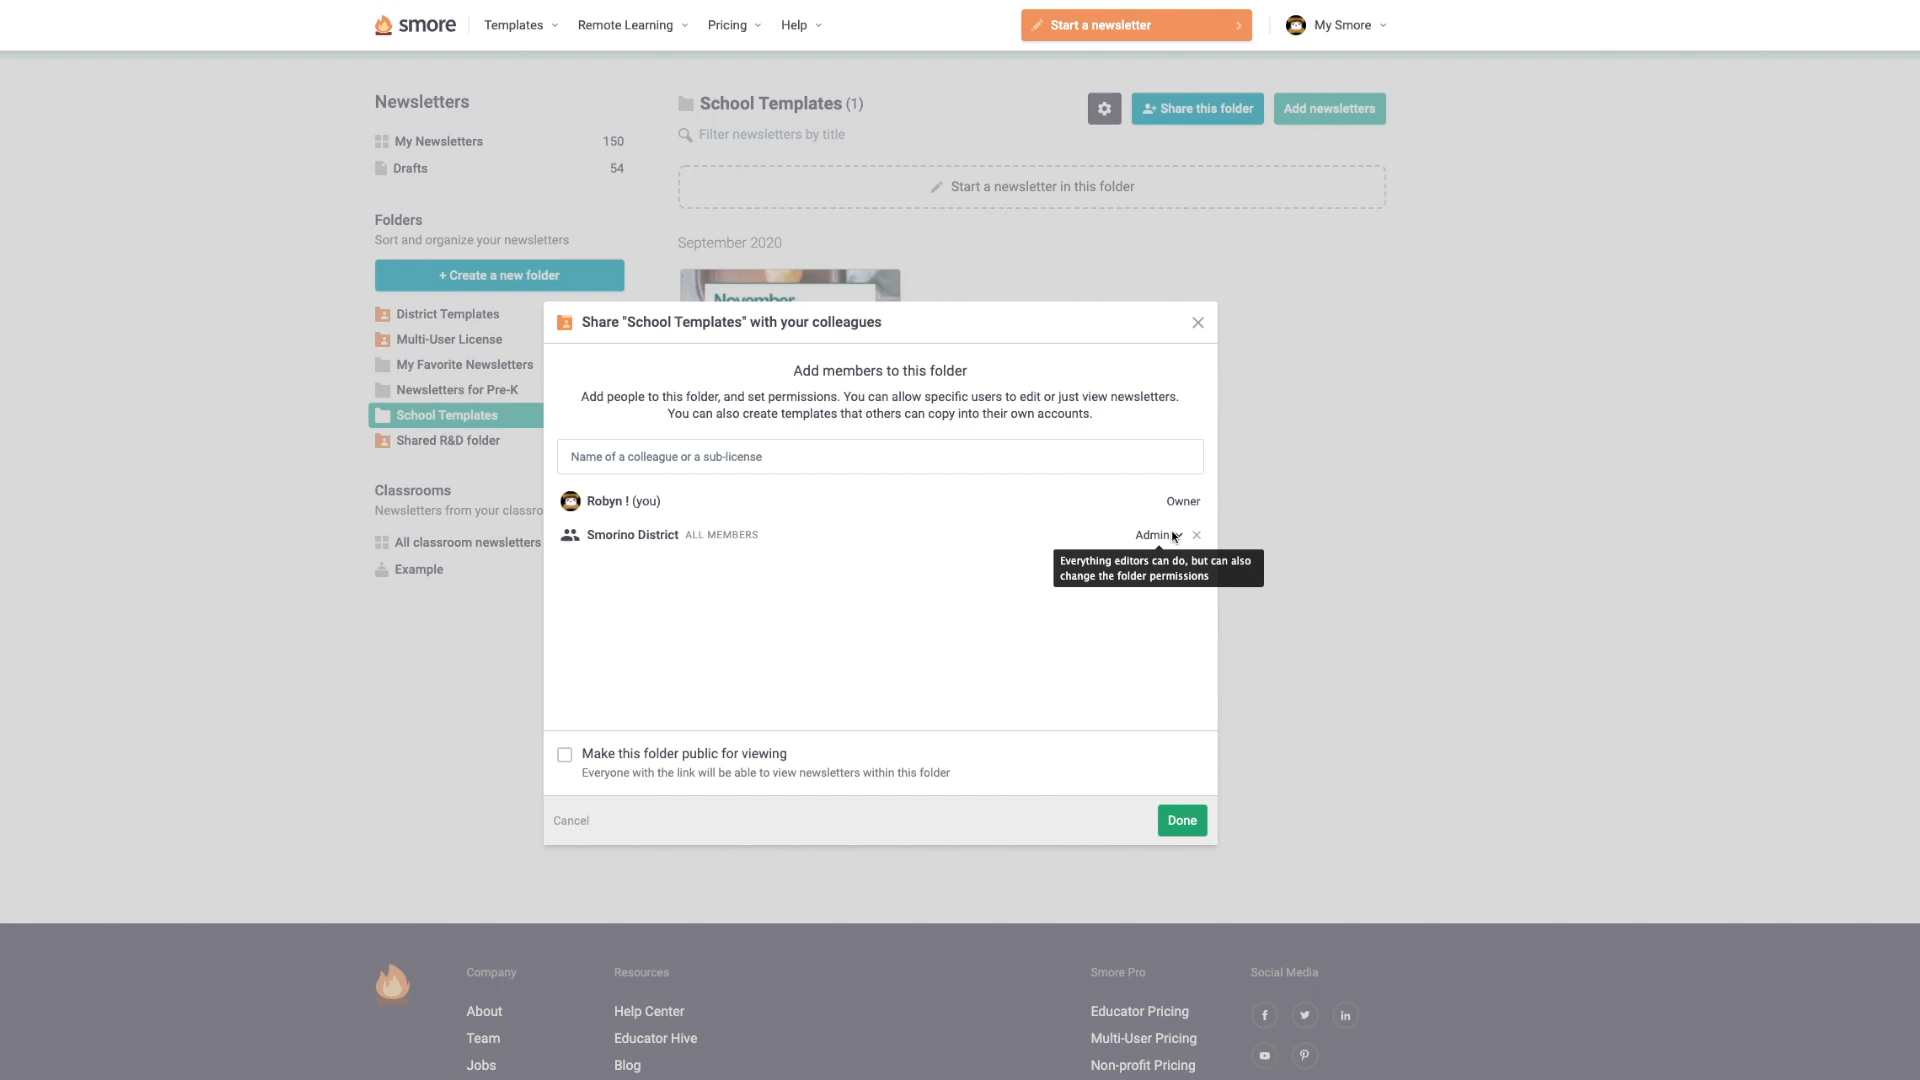 smore
Templates
Remote Learning
Pricing
Help
Start a newsletter
My Smore
Newsletters
My Newsletters 150
Drafts 54
Folders
Sort and organize your newsletters
+ Create a new folder
District Templates
Multi-User License
My Favorite Newsletters
Newsletters for Pre-K
School Templates
Shared R&D folder
Classrooms
Newsletters from your classro
All classroom newsletters
Example
School Templates (1)
Share this folder
Add newsletters
Filter newsletters by title
Start a newsletter in this folder
September 2020
November
Share "School Templates" with your colleagues
Add members to this folder
Add people to this folder, and set permissions. You can allow specific users to edit or just view newsletters.
You can also create templates that others can copy into their own accounts.
Name of a colleague or a sub-license
Robyn ! (you) Owner
Smorino District ALL MEMBERS Admin
Everything editors can do, but can also
change the folder permissions
Make this folder public for viewing
Everyone with the link will be able to view newsletters within this folder
Cancel
Done
Company
About
Team
Jobs
Resources
Help Center
Educator Hive
Blog
Smore Pro
Educator Pricing
Multi-User Pricing
Non-profit Pricing
Social Media